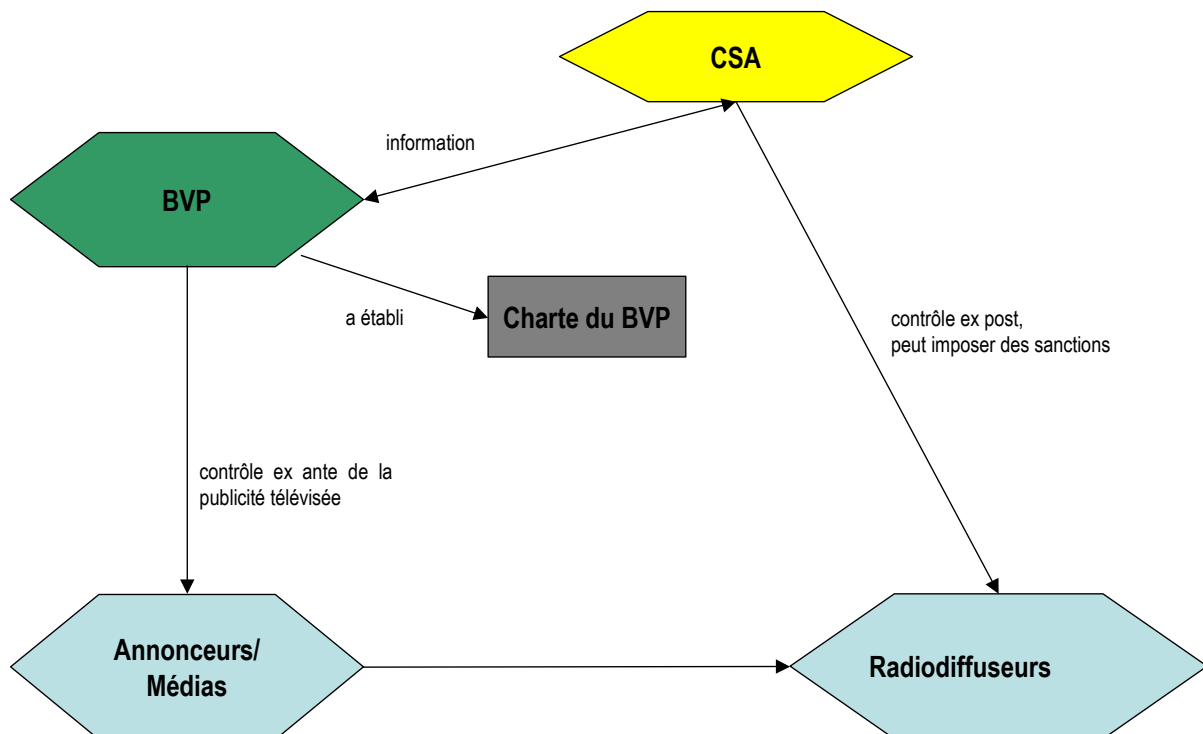 CSA
information
BVP
a établi
Charte du BVP
contrôle ex post,
peut imposer des sanctions
contrôle ex ante de la
publicité télévisée
Annonceurs/
Médias
Radiodiffuseurs